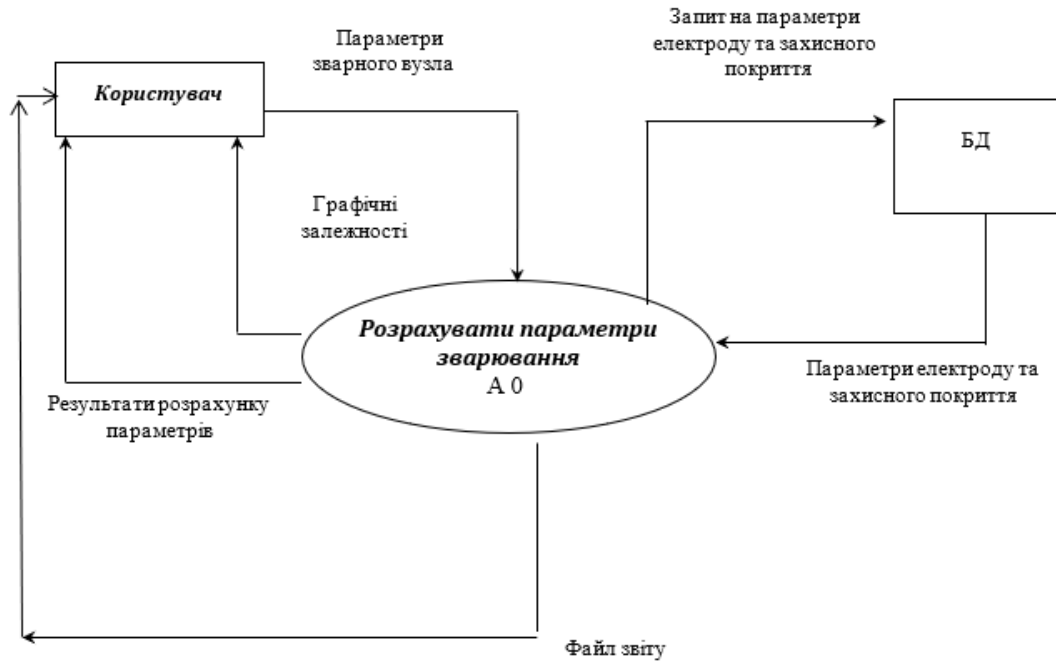 Запит на параметри
електроду та захисного
покриття
Параметри
зварного вузла
Користувач
БД
Графічні
залежності
Розрахувати параметри
зварювання
А 0
Параметри електроду та
захисного покриття
Результати розрахунку
параметрів
Файл звіту